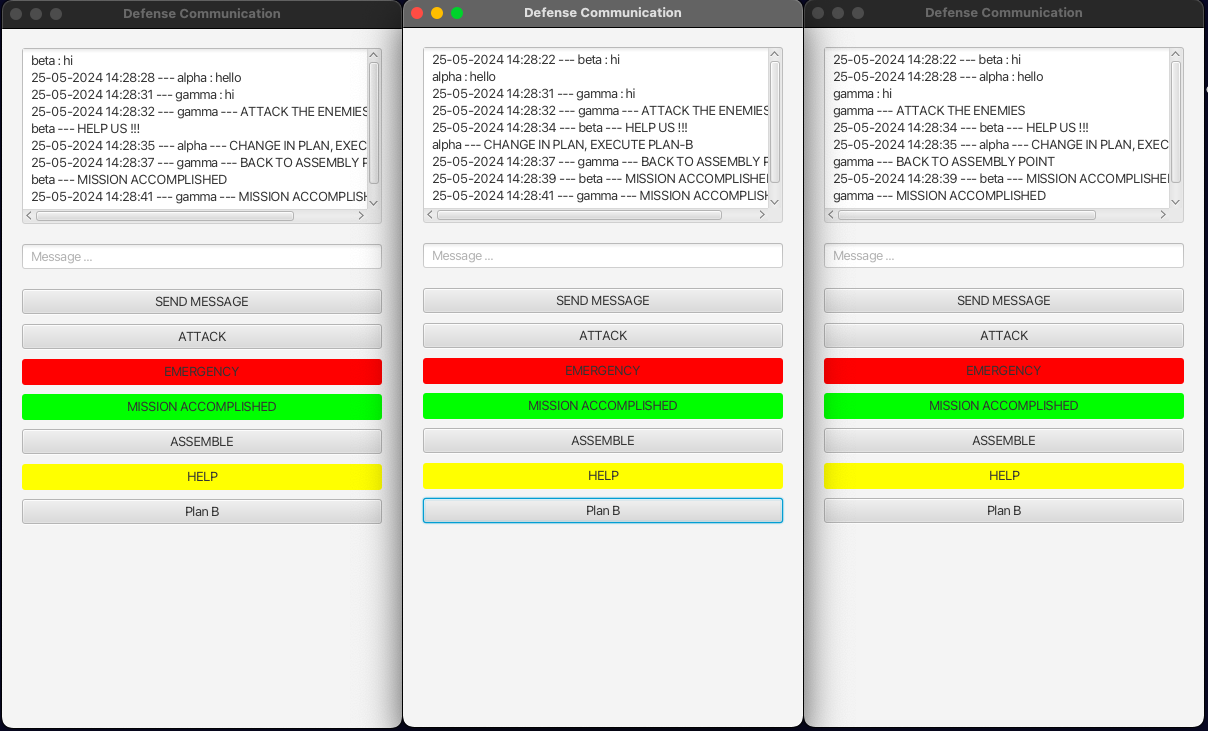 Defense Communication
beta : hi
25-05-2024 14:28:28 --- alpha : hello
25-05-2024 14:28:31 --- gamma : hi
25-05-2024 14:28:32 --- gamma --- ATTACK THE ENEMIES
beta --- HELP US !!!
25-05-2024 14:28:35 --- alpha --- CHANGE IN PLAN, EXEC
25-05-2024 14:28:37 --- gamma --- BACK TO ASSEMBLY P
beta --- MISSION ACCOMPLISHED
25-05-2024 14:28:41 --- gamma --- MISSION ACCOMPLISH
Message ...
SEND MESSAGE
ATTACK
EMERGENCY
MISSION ACCOMPLISHED
ASSEMBLE
HELP
Plan B
Defense Communication
25-05-2024 14:28:22 --- beta : hi
alpha : hello
25-05-2024 14:28:31 --- gamma : hi
25-05-2024 14:28:32 --- gamma --- ATTACK THE ENEMIES
25-05-2024 14:28:34 --- beta --- HELP US !!!
alpha --- CHANGE IN PLAN, EXECUTE PLAN-B
25-05-2024 14:28:37 --- gamma --- BACK TO ASSEMBLY P
25-05-2024 14:28:39 --- beta --- MISSION ACCOMPLISHE
25-05-2024 14:28:41 --- gamma --- MISSION ACCOMPLISH
Message ...
SEND MESSAGE
ATTACK
EMERGENCY
MISSION ACCOMPLISHED
ASSEMBLE
HELP
Plan B
Defense Communication
25-05-2024 14:28:22 --- beta : hi
25-05-2024 14:28:28 --- alpha : hello
gamma : hi
gamma --- ATTACK THE ENEMIES
25-05-2024 14:28:34 --- beta --- HELP US !!!
25-05-2024 14:28:35 --- alpha --- CHANGE IN PLAN, EXEC
gamma --- BACK TO ASSEMBLY POINT
25-05-2024 14:28:39 --- beta --- MISSION ACCOMPLISHE
gamma --- MISSION ACCOMPLISHED
Message ...
SEND MESSAGE
ATTACK
EMERGENCY
MISSION ACCOMPLISHED
ASSEMBLE
HELP
Plan B